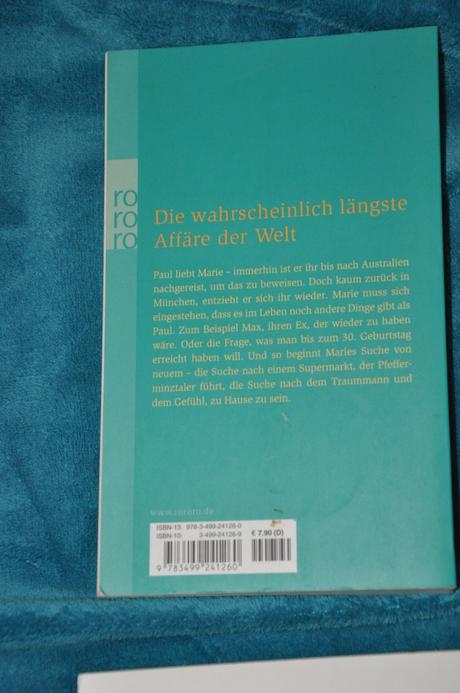 ro
ro
ro
Die wahrscheinlich längste
Affäre der Welt
Paul liebt Marie – immerhin ist er ihr bis nach Australien
nachgereist, um das zu beweisen. Doch kaum zurück in
München, entzieht er sich ihr wieder. Marie muss sich
eingestehen, dass es im Leben noch andere Dinge gibt als
Paul. Zum Beispiel Max, ihren Ex, der wieder zu haben
wäre. Oder die Frage, was man bis zum 30. Geburtstag
erreicht haben will. Und so beginnt Maries Suche von
neuem – die Suche nach einem Supermarkt, der Pfeffer-
minztaler führt, die Suche nach dem Traummann und
dem Gefühl, zu Hause zu sein.
www.rororo.de
ISBN-13: 978-3-499-24126-0
ISBN-10: 3-499-24126-9 € 7,90 (D)
9 783499 241260